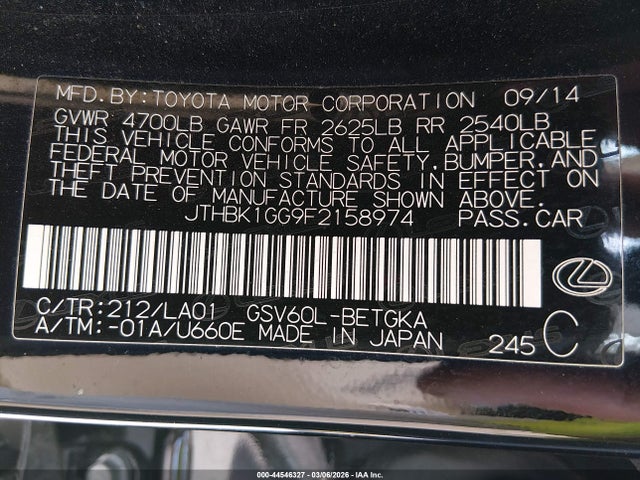 MFD.BY:TOYOTA MOTOR CORPORATION 09/14
GVWR 4700LB GAWR FR 2625LB RR 2540LB
THIS VEHICLE CONFORMS TO ALL APPLICABLE
FEDERAL MOTOR VEHICLE SAFETY,BUMPER,AND
THEFT PREVENTION STANDARDS IN EFFECT ON
THE DATE OF MANUFACTURE SHOWN ABOVE.
JTHBK1GG9F2158974 PASS.CAR
C/TR:212/LA01 GSV60L-BETGKA
A/TM:-01A/U660E MADE IN JAPAN 245 C
000-44546327 - 03/06/2026 - IAA Inc.